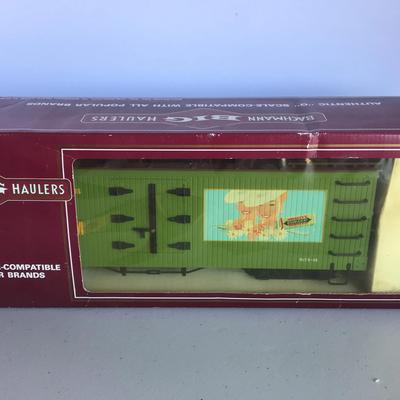 AUTHENTIC "G" SCALE-COMPATIBLE WITH ALL POPULAR BRANDS
BACHMANN BIG HAULERS
G HAULERS
-COMPATIBLE
R BRANDS